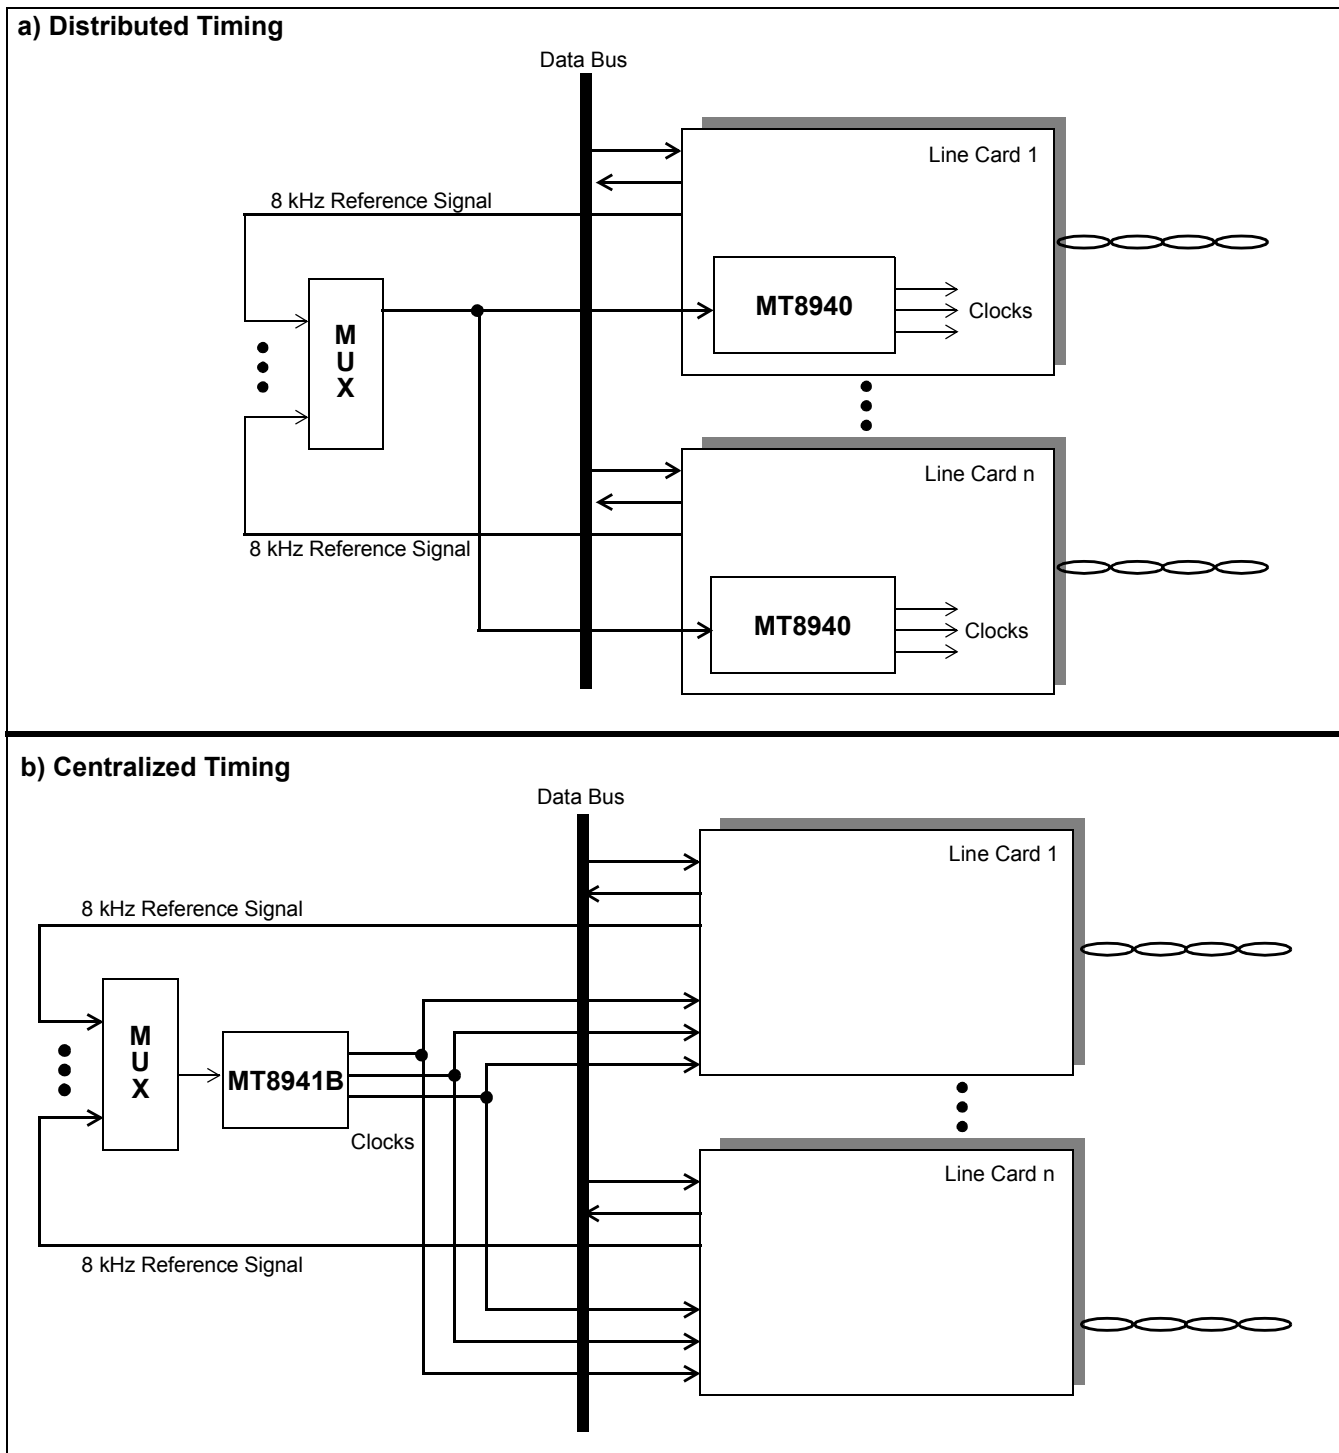 a) Distributed Timing
Data Bus
Line Card 1
8 kHz Reference Signal
MUX
MT8940
Clocks
Line Card n
8 kHz Reference Signal
MT8940
Clocks
b) Centralized Timing
Data Bus
Line Card 1
8 kHz Reference Signal
MUX
MT8941B
Clocks
Line Card n
8 kHz Reference Signal